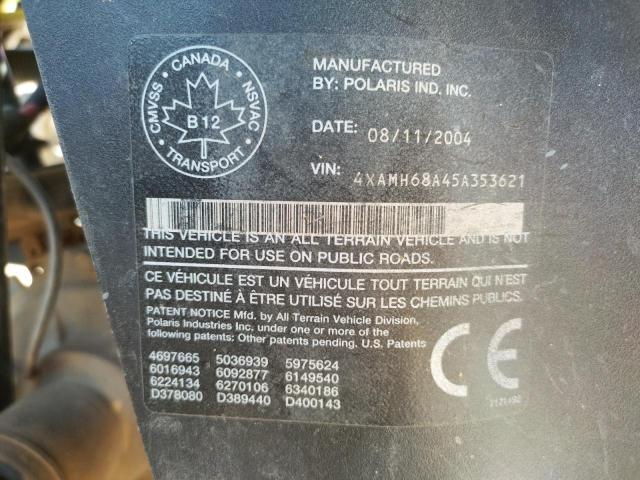 CANADA
CMVSS
NSVAC
B 12
TRANSPORT
MANUFACTURED
BY: POLARIS IND. INC.
DATE: 08/11/2004
VIN: 4XAMH68A45A353621
THIS VEHICLE IS AN ALL TERRAIN VEHICLE AND IS NOT
INTENDED FOR USE ON PUBLIC ROADS.
CE VÉHICULE EST UN VÉHICULE TOUT TERRAIN QUI N'EST
PAS DESTINÉ À ÊTRE UTILISÉ SUR LES CHEMINS PUBLICS.
PATENT NOTICE Mfd. by All Terrain Vehicle Division,
Polaris Industries Inc. under one or more of the
following patents: Other patents pending. U.S. Patents
4697665 5036939 5975624
6016943 6092877 6149540
6224134 6270106 6340186
D378080 D389440 D400143
CE